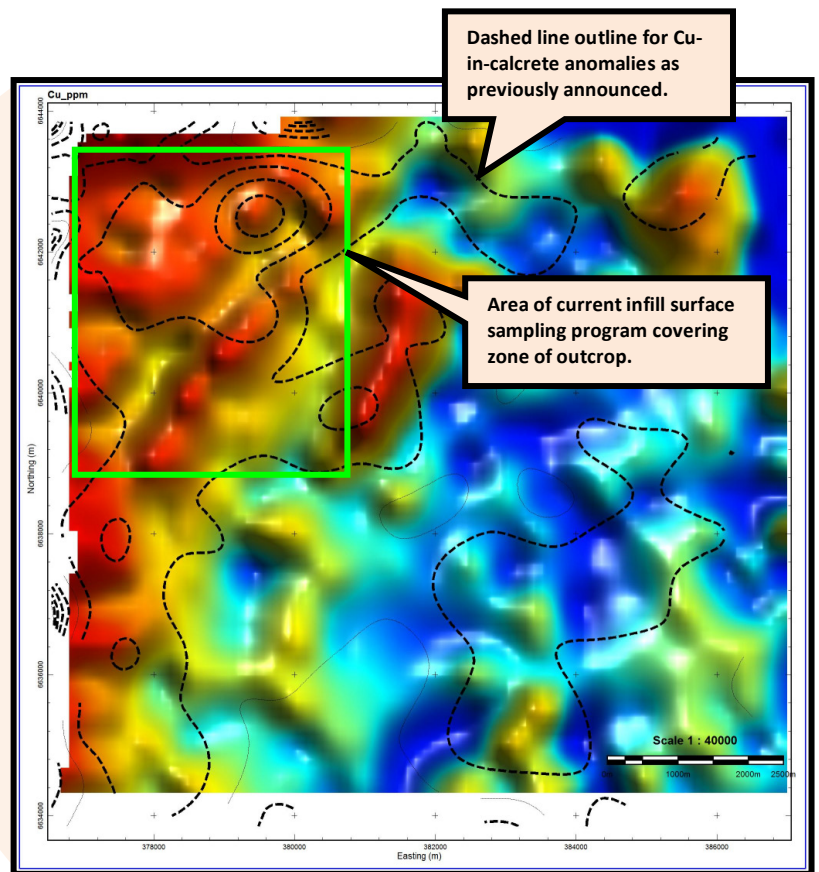 Dashed line outline for Cu-
in-calcrete anomalies as
previously announced.
Cu_ppm
Area of current infill surface
sampling program covering
zone of outcrop.
6644000
6642000
6640000
6638000
6636000
6634000
Northing (m)
Scale 1 : 40000
0m 1000m 2000m 2500m
378000 380000 382000 384000 386000
Easting (m)